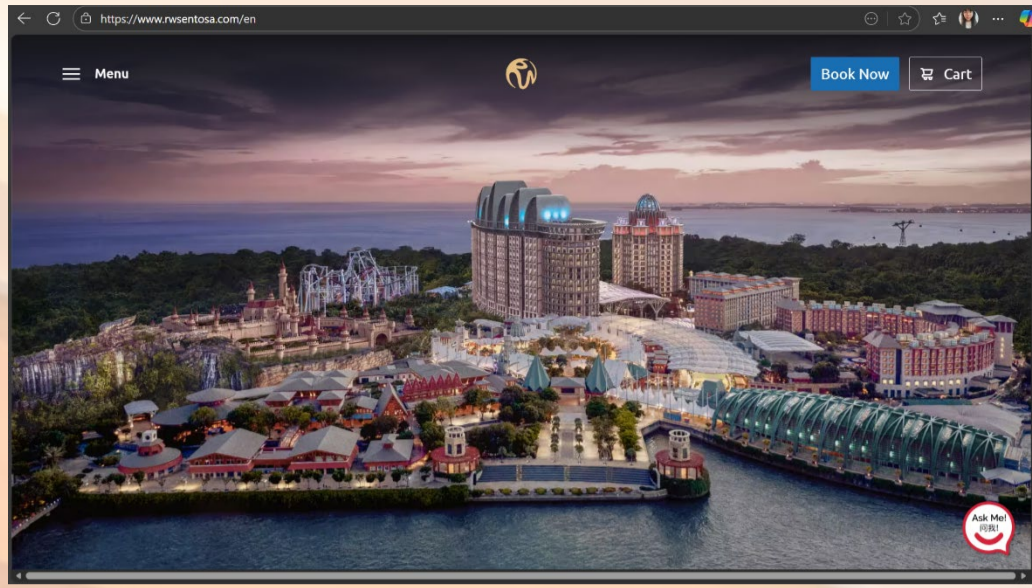 https://www.rwsentosa.com/en
Menu
Book Now
Cart
Ask Me!
问我!